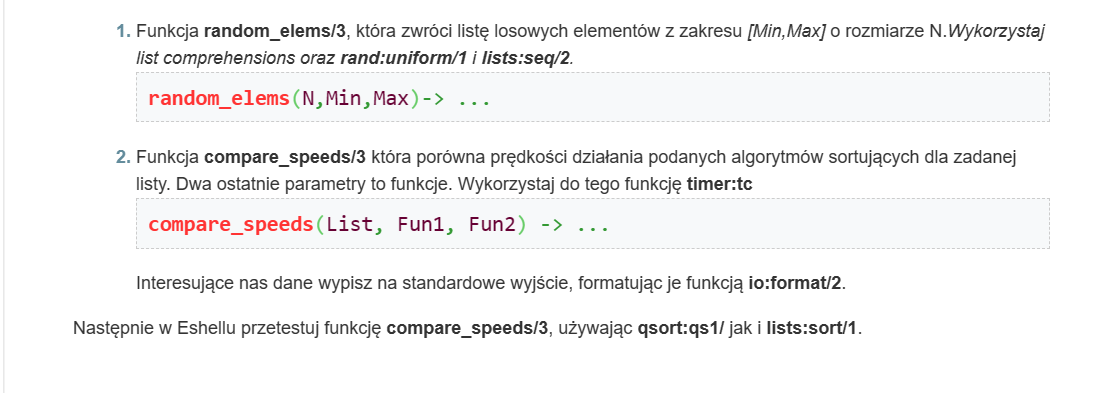 1. Funkcja random_elems/3, która zwróci listę losowych elementów z zakresu [Min,Max] o rozmiarze N.Wykorzystaj
list comprehensions oraz rand:uniform/1 i lists:seq/2.
random_elems(N,Min,Max)-> ...
2. Funkcja compare_speeds/3 która porówna prędkości działania podanych algorytmów sortujących dla zadanej
listy. Dwa ostatnie parametry to funkcje. Wykorzystaj do tego funkcję timer:tc
compare_speeds(List, Fun1, Fun2) -> ...
Interesujące nas dane wypisz na standardowe wyjście, formatując je funkcją io:format/2.
Następnie w Eshellu przetestuj funkcję compare_speeds/3, używając qsort:qs1/ jak i lists:sort/1.